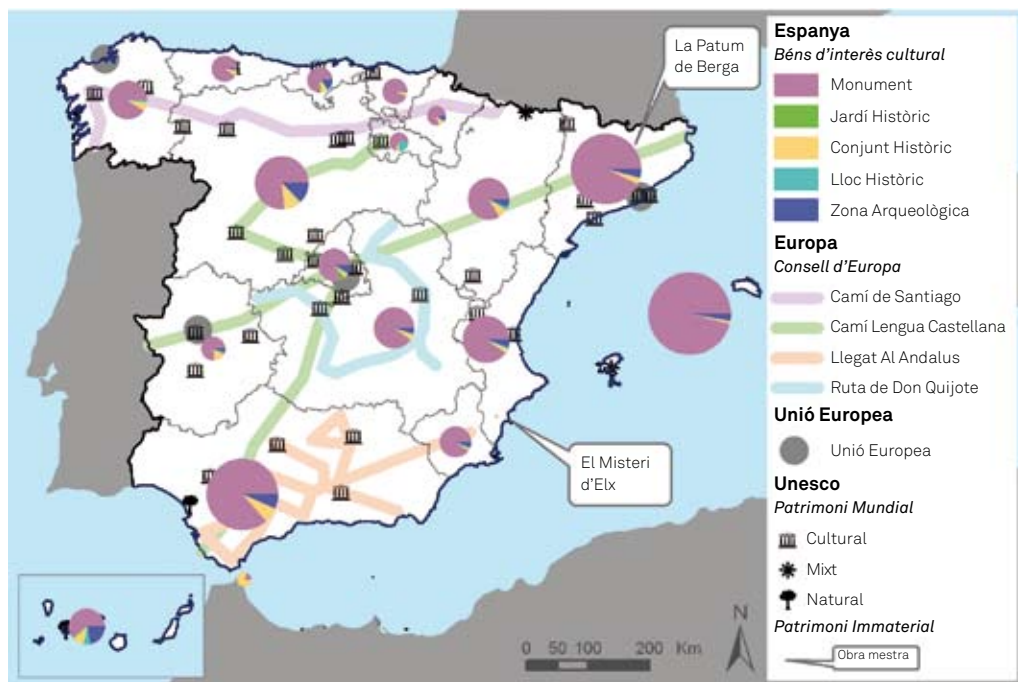 La Patum
de Berga
El Misteri
d'Elx
N
0 50 100 200 Km
Espanya
Béns d'interès cultural
Monument
Jardí Històric
Conjunt Històric
Lloc Històric
Zona Arqueològica
Europa
Consell d'Europa
Camí de Santiago
Camí Lengua Castellana
Llegat Al Andalus
Ruta de Don Quijote
Unió Europea
Unió Europea
Unesco
Patrimoni Mundial
Cultural
Mixt
Natural
Patrimoni Immaterial
Obra mestra